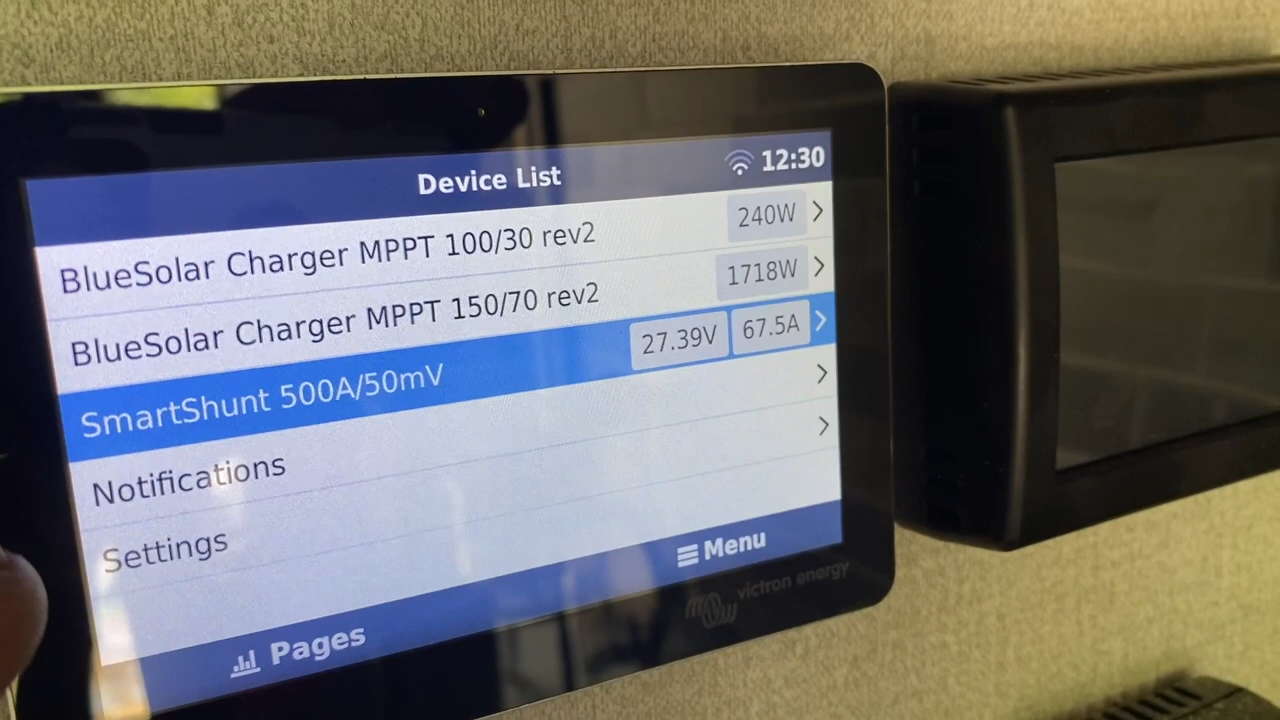 Device List 12:30
BlueSolar Charger MPPT 100/30 rev2 240W
BlueSolar Charger MPPT 150/70 rev2 1718W
SmartShunt 500A/50mV 27.39V 67.5A
Notifications
Settings
Pages Menu
victron energy